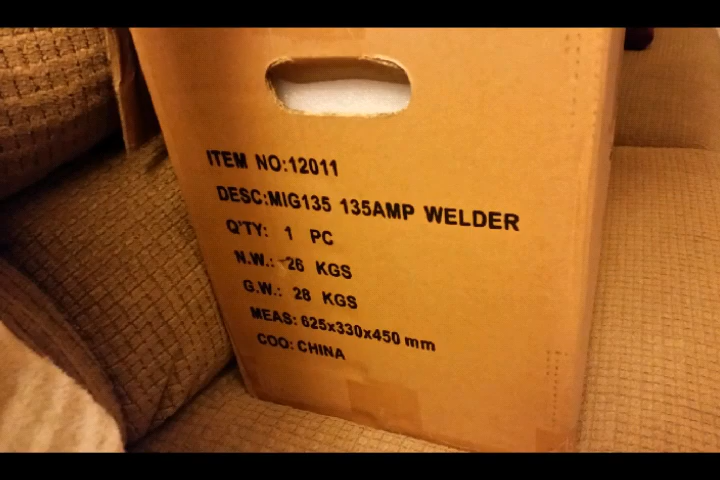 ITEM NO:12011
DESC:MIG135 135AMP WELDER
Q'TY: 1 PC
N.W.: 26 KGS
G.W.: 28 KGS
MEAS: 625x330x450 mm
COO: CHINA